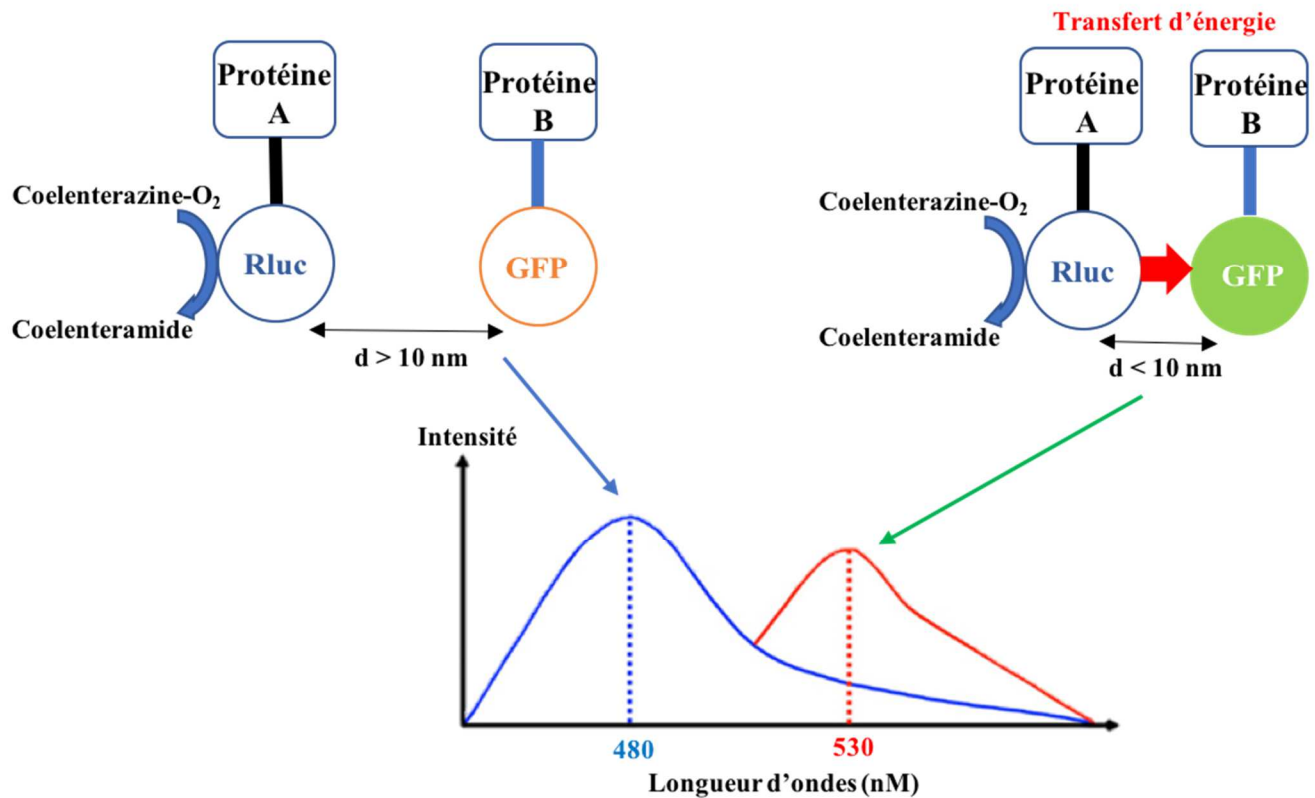 Transfert d'énergie
Protéine
A
Protéine
B
Protéine
A
Protéine
B
Coelenterazine-O₂
Rluc
GFP
Coelenteramide
d > 10 nm
Coelenterazine-O₂
Rluc
GFP
Coelenteramide
d < 10 nm
Intensité
480
530
Longueur d'ondes (nM)